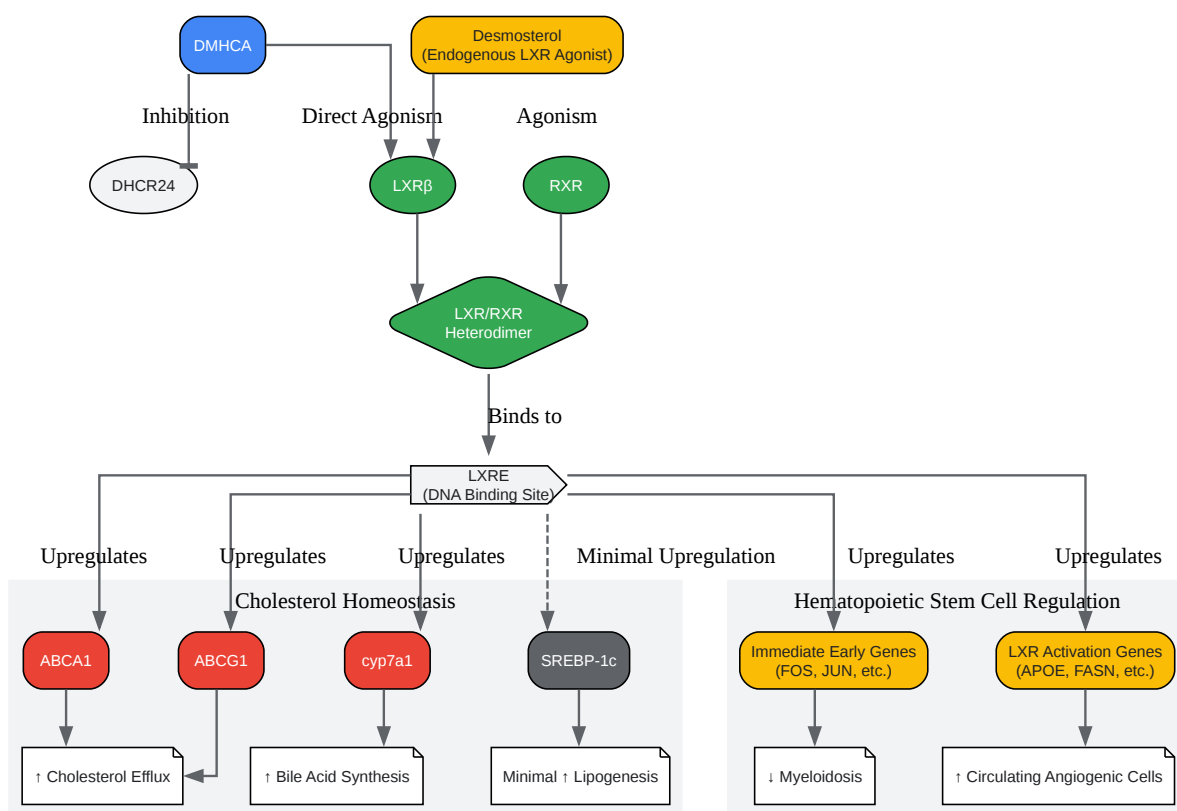 DMHCA
Desmosterol
(Endogenous LXR Agonist)
Inhibition
Direct Agonism
Agonism
DHCR24
LXRβ
RXR
LXR/RXR
Heterodimer
Binds to
LXRE
(DNA Binding Site)
Upregulates
Upregulates
Upregulates
Minimal Upregulation
Upregulates
Upregulates
Cholesterol Homeostasis
Hematopoietic Stem Cell Regulation
ABCA1
ABCG1
cyp7a1
SREBP-1c
Immediate Early Genes
(FOS, JUN, etc.)
LXR Activation Genes
(APOE, FASN, etc.)
↑ Cholesterol Efflux
↑ Bile Acid Synthesis
Minimal ↑ Lipogenesis
↓ Myeloidosis
↑ Circulating Angiogenic Cells